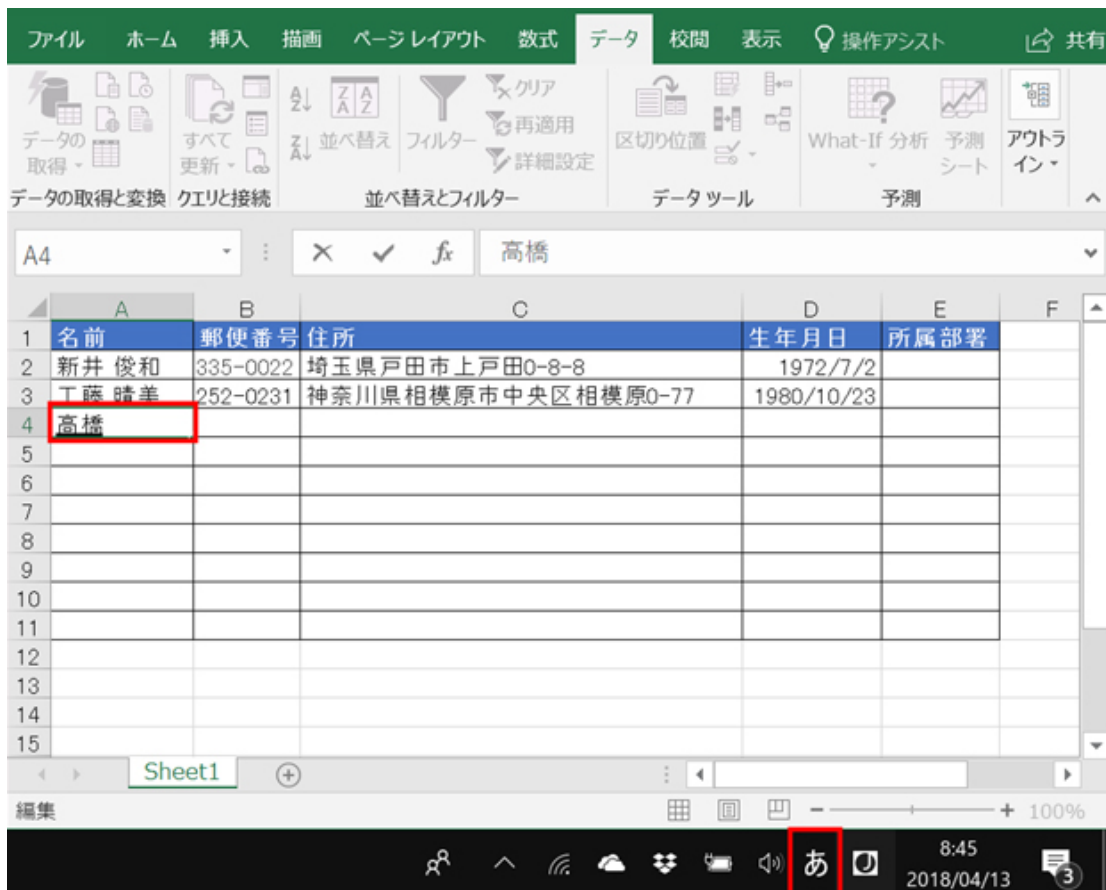 ファイル ホーム 挿入 描画 ページ レイアウト 数式 データ 校閲 表示 操作アシスト 共有
データの取得 すべて更新 並べ替え フィルター クリア 再適用 詳細設定 区切り位置 What-If 分析 予測シート アウトライン
データの取得と変換 クエリと接続 並べ替えとフィルター データ ツール 予測
A4 fx 高橋
A B C D E F
1 名前 郵便番号 住所 生年月日 所属部署
2 新井 俊和 335-0022 埼玉県戸田市上戸田0-8-8 1972/7/2
3 工藤 晴美 252-0231 神奈川県相模原市中央区相模原0-77 1980/10/23
4 高橋
5
6
7
8
9
10
11
12
13
14
15
Sheet1
編集 100%
あ 8:45
2018/04/13 3